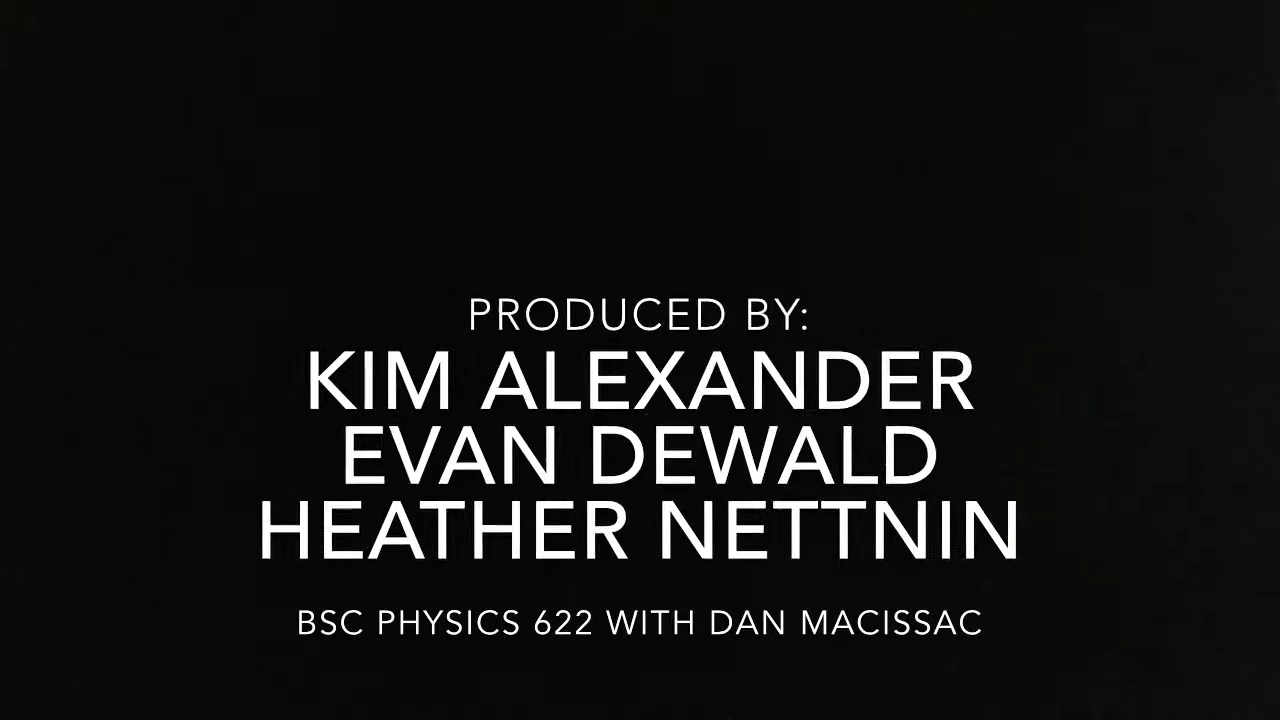 PRODUCED BY:
KIM ALEXANDER
EVAN DEWALD
HEATHER NETTNIN
BSC PHYSICS 622 WITH DAN MACISSAC